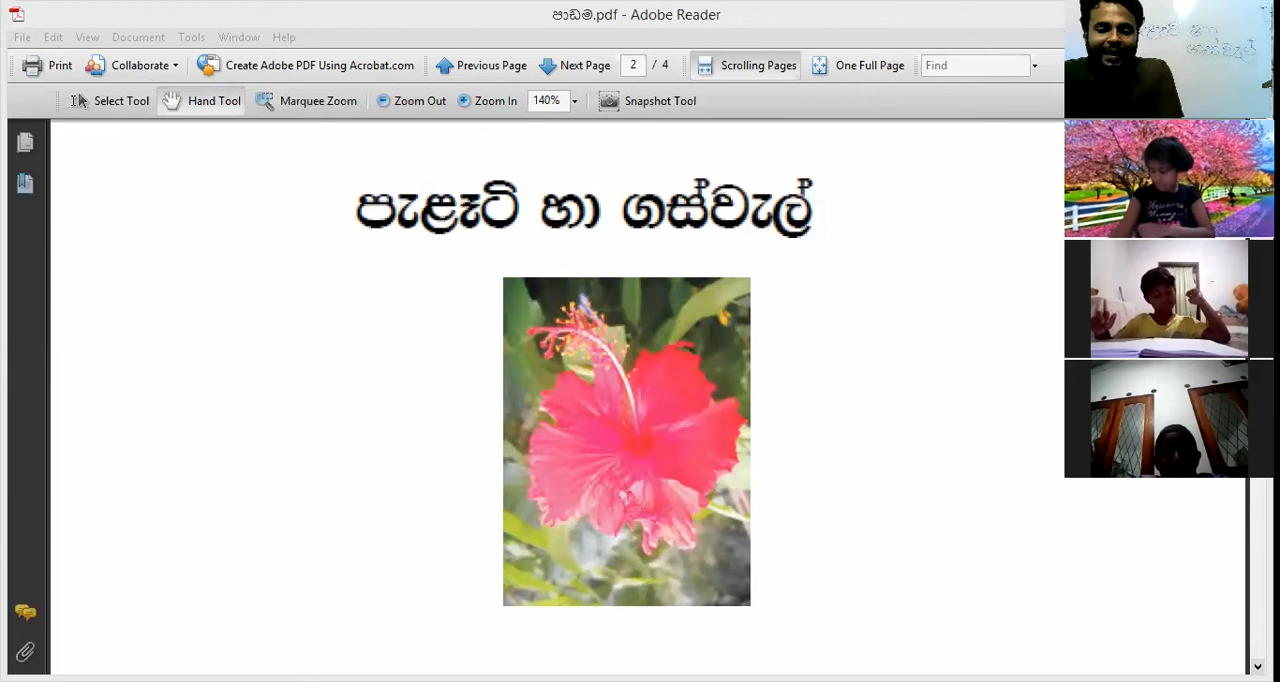 පාඩම.pdf - Adobe Reader
File Edit View Document Tools Window Help
Print Collaborate Create Adobe PDF Using Acrobat.com Previous Page Next Page 2 / 4 Scrolling Pages One Full Page Find
Select Tool Hand Tool Marquee Zoom Zoom Out Zoom In 140% Snapshot Tool
පැළෑටි හා ගස්වැල්
හා
ගස්වැල්